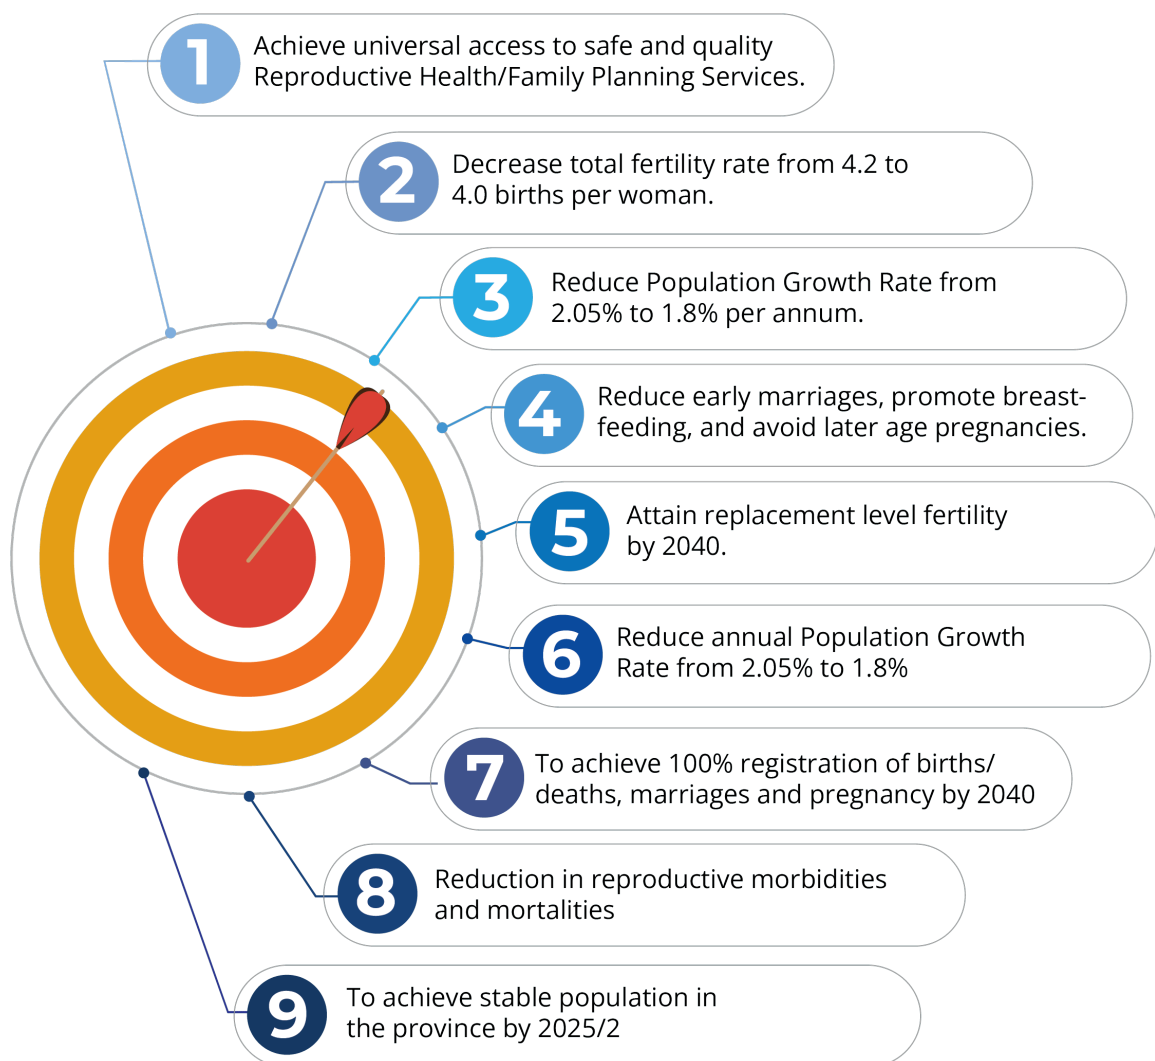 1
Achieve universal access to safe and quality
Reproductive Health/Family Planning Services.
2
Decrease total fertility rate from 4.2 to
4.0 births per woman.
3
Reduce Population Growth Rate from
2.05% to 1.8% per annum.
4
Reduce early marriages, promote breast-
feeding, and avoid later age pregnancies.
5
Attain replacement level fertility
by 2040.
6
Reduce annual Population Growth
Rate from 2.05% to 1.8%
7
To achieve 100% registration of births/
deaths, marriages and pregnancy by 2040
8
Reduction in reproductive morbidities
and mortalities
9
To achieve stable population in
the province by 2025/2